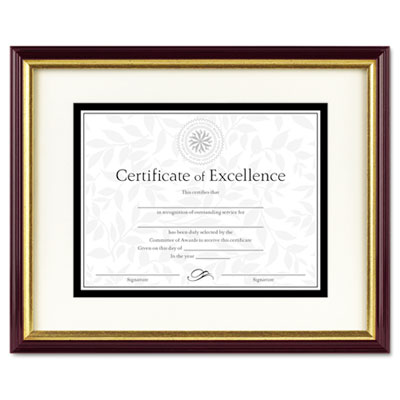 Certificate of Excellence
This certifies that
in recognition of outstanding service for
has been duly selected by the
Committee of Awards to receive this certificate
Given on this day of
In the year
Signature Signature